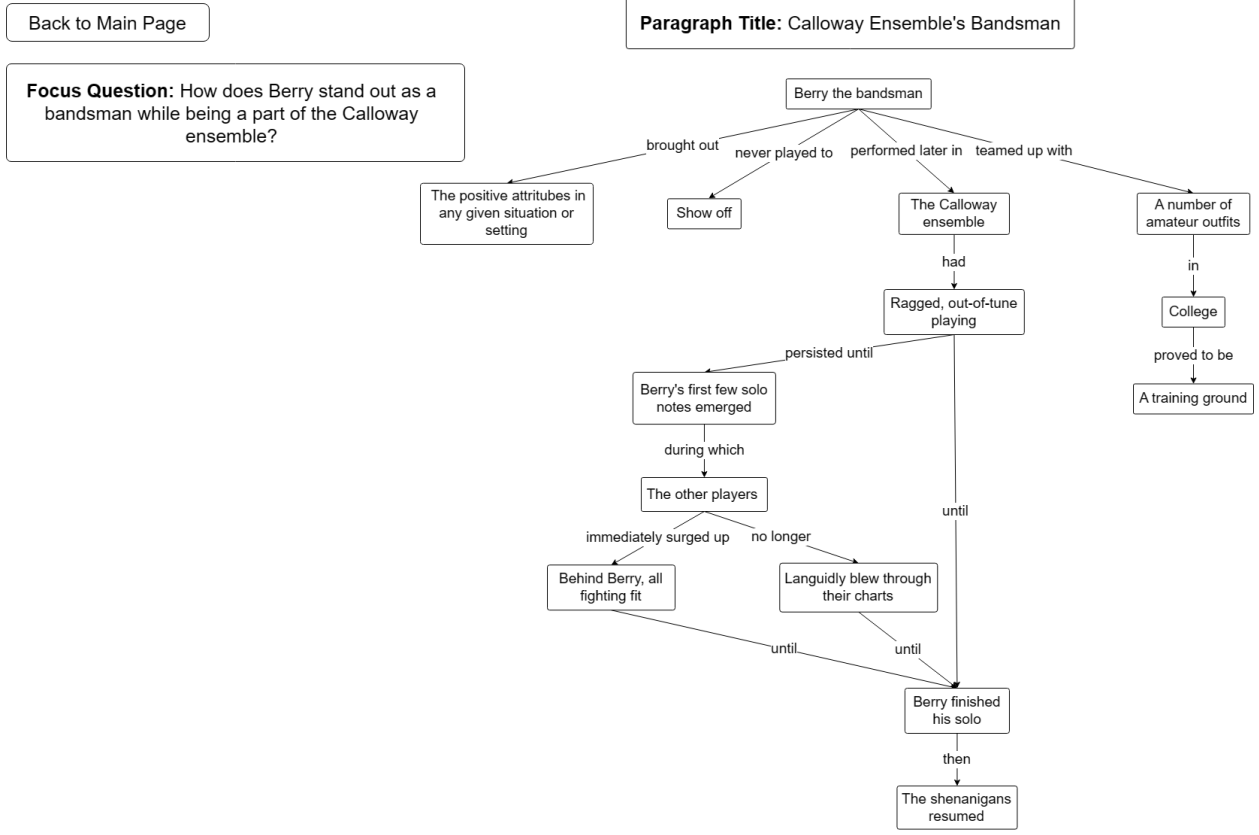 Back to Main Page
Paragraph Title: Calloway Ensemble's Bandsman
Focus Question: How does Berry stand out as a
bandsman while being a part of the Calloway
ensemble?
Berry the bandsman
brought out
never played to
performed later in
teamed up with
The positive attritubes in
any given situation or
setting
Show off
The Calloway
ensemble
A number of
amateur outfits
had
in
Ragged, out-of-tune
playing
College
persisted until
proved to be
Berry's first few solo
notes emerged
A training ground
during which
The other players
until
immediately surged up
no longer
Behind Berry, all
fighting fit
Languidly blew through
their charts
until
until
Berry finished
his solo
then
The shenanigans
resumed